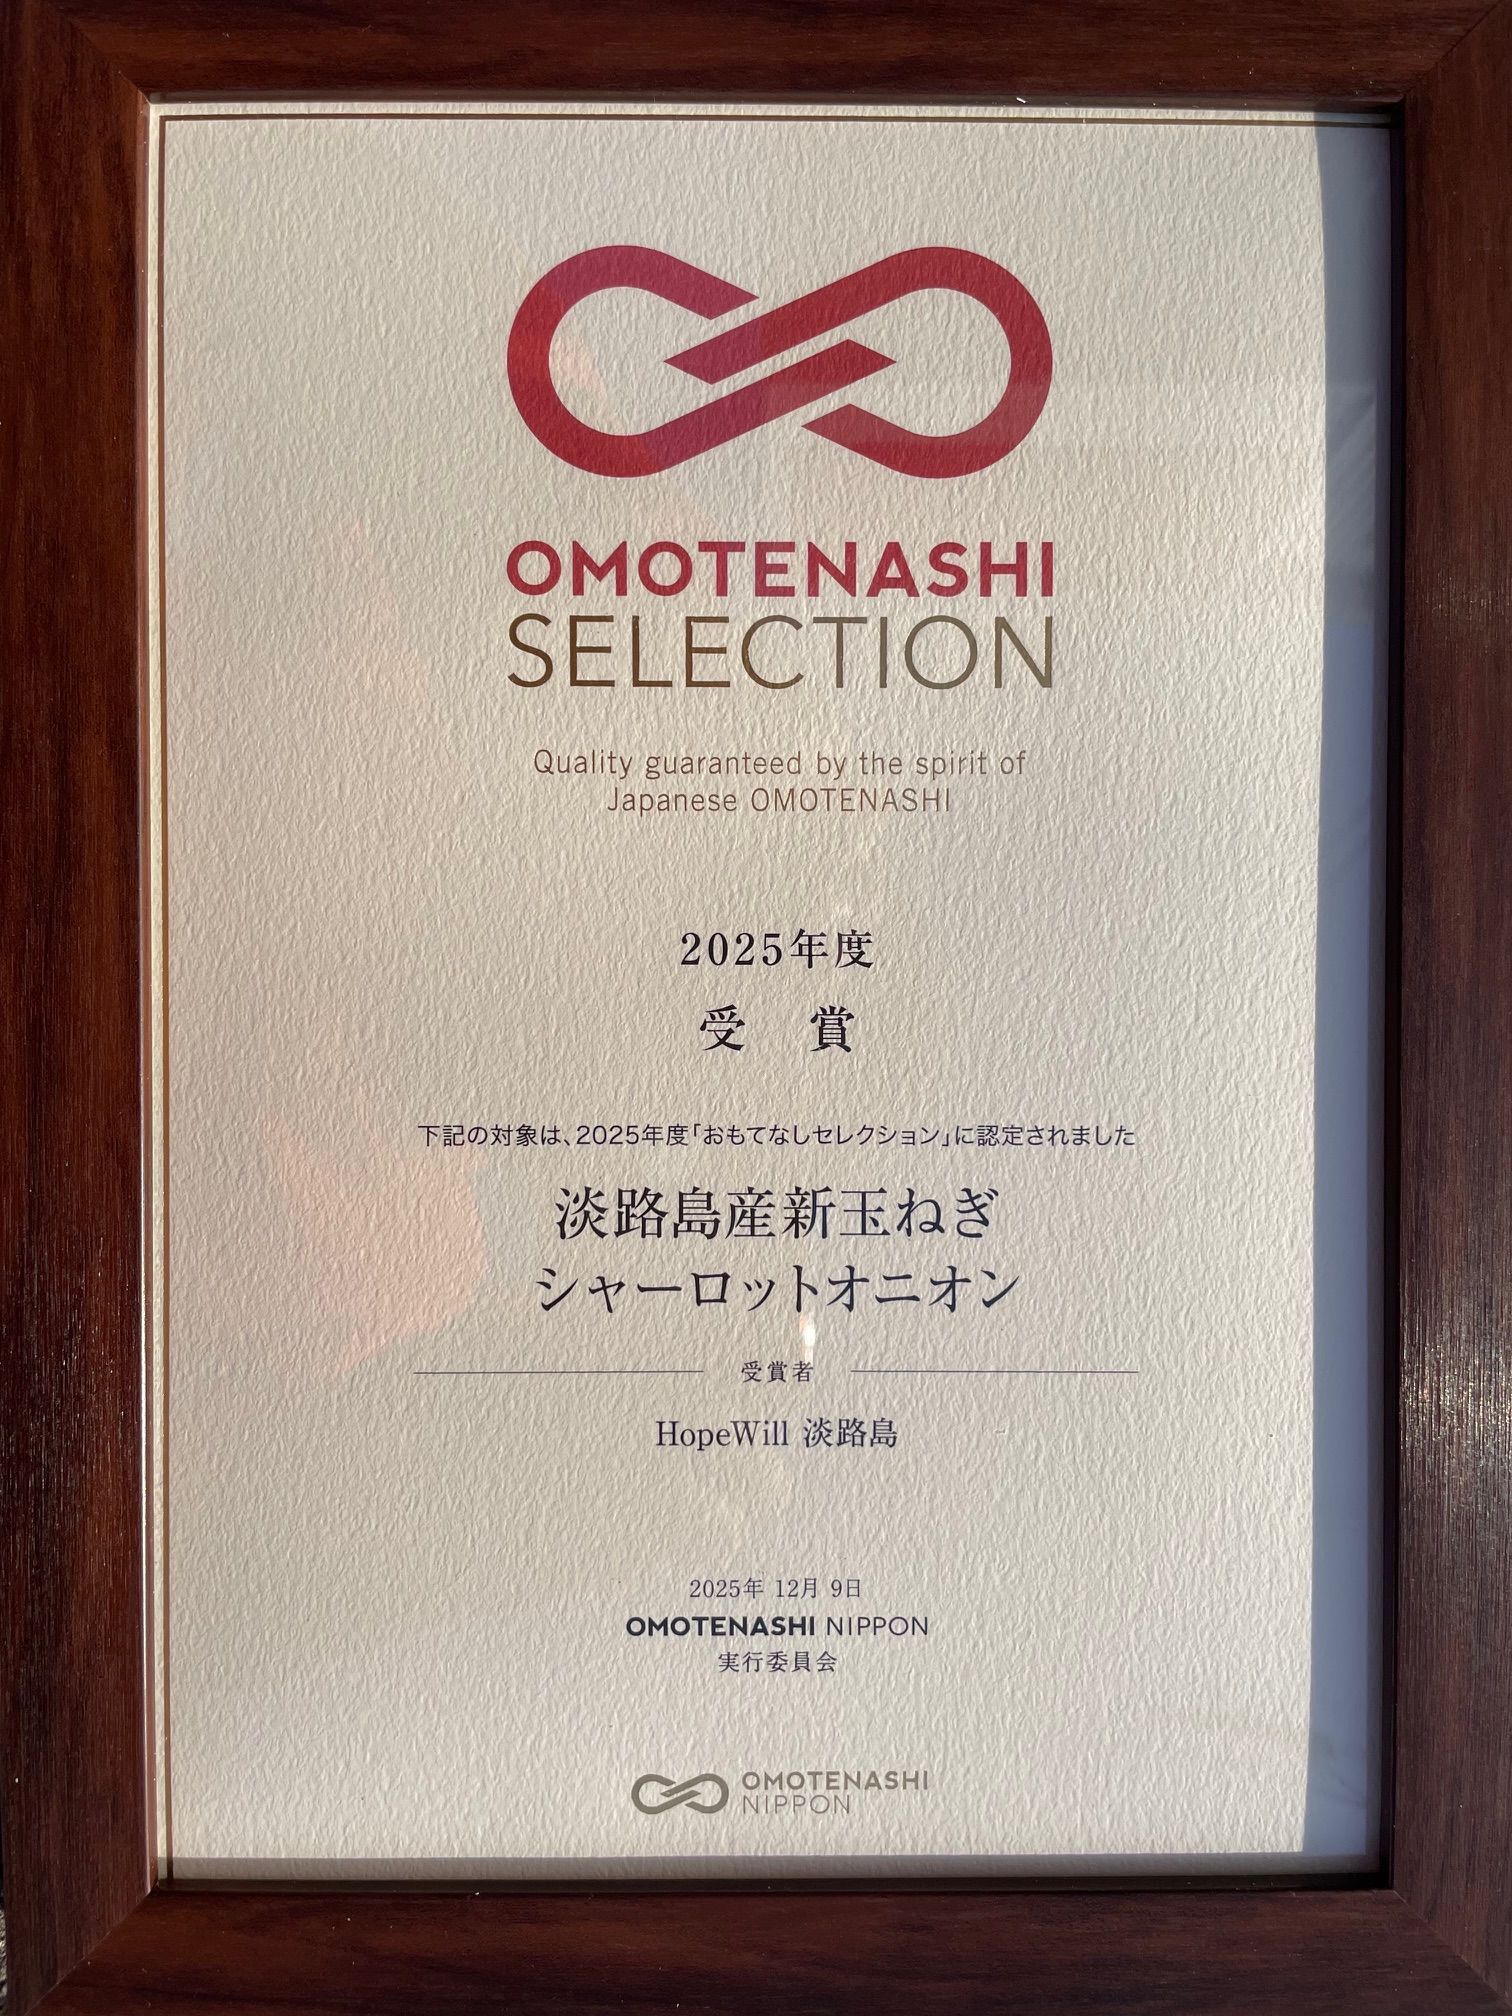 OMOTENASHI
SELECTION
Quality guaranteed by the spirit of
Japanese OMOTENASHI
2025年度
受 賞
下記の対象は、2025年度「おもてなしセレクション」に認定されました
淡路島産新玉ねぎ
シャーロットオニオン
受賞者
HopeWill 淡路島
2025年 12月 9日
OMOTENASHI NIPPON
実行委員会
OMOTENASHI
NIPPON